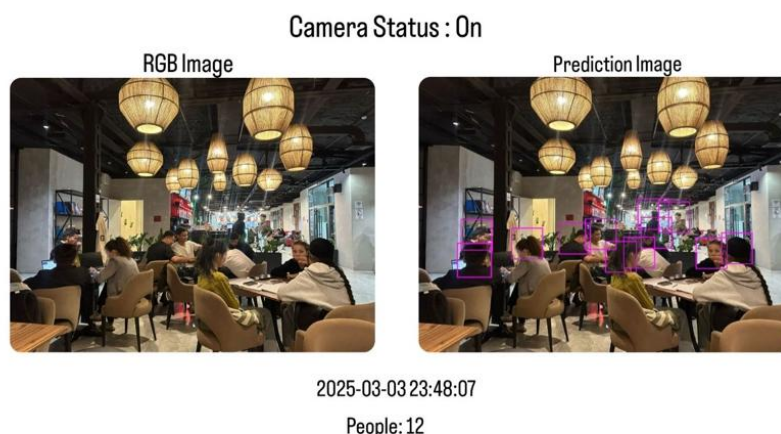 Camera Status : On
RGB Image
Prediction Image
2025-03-03 23:48:07
People: 12